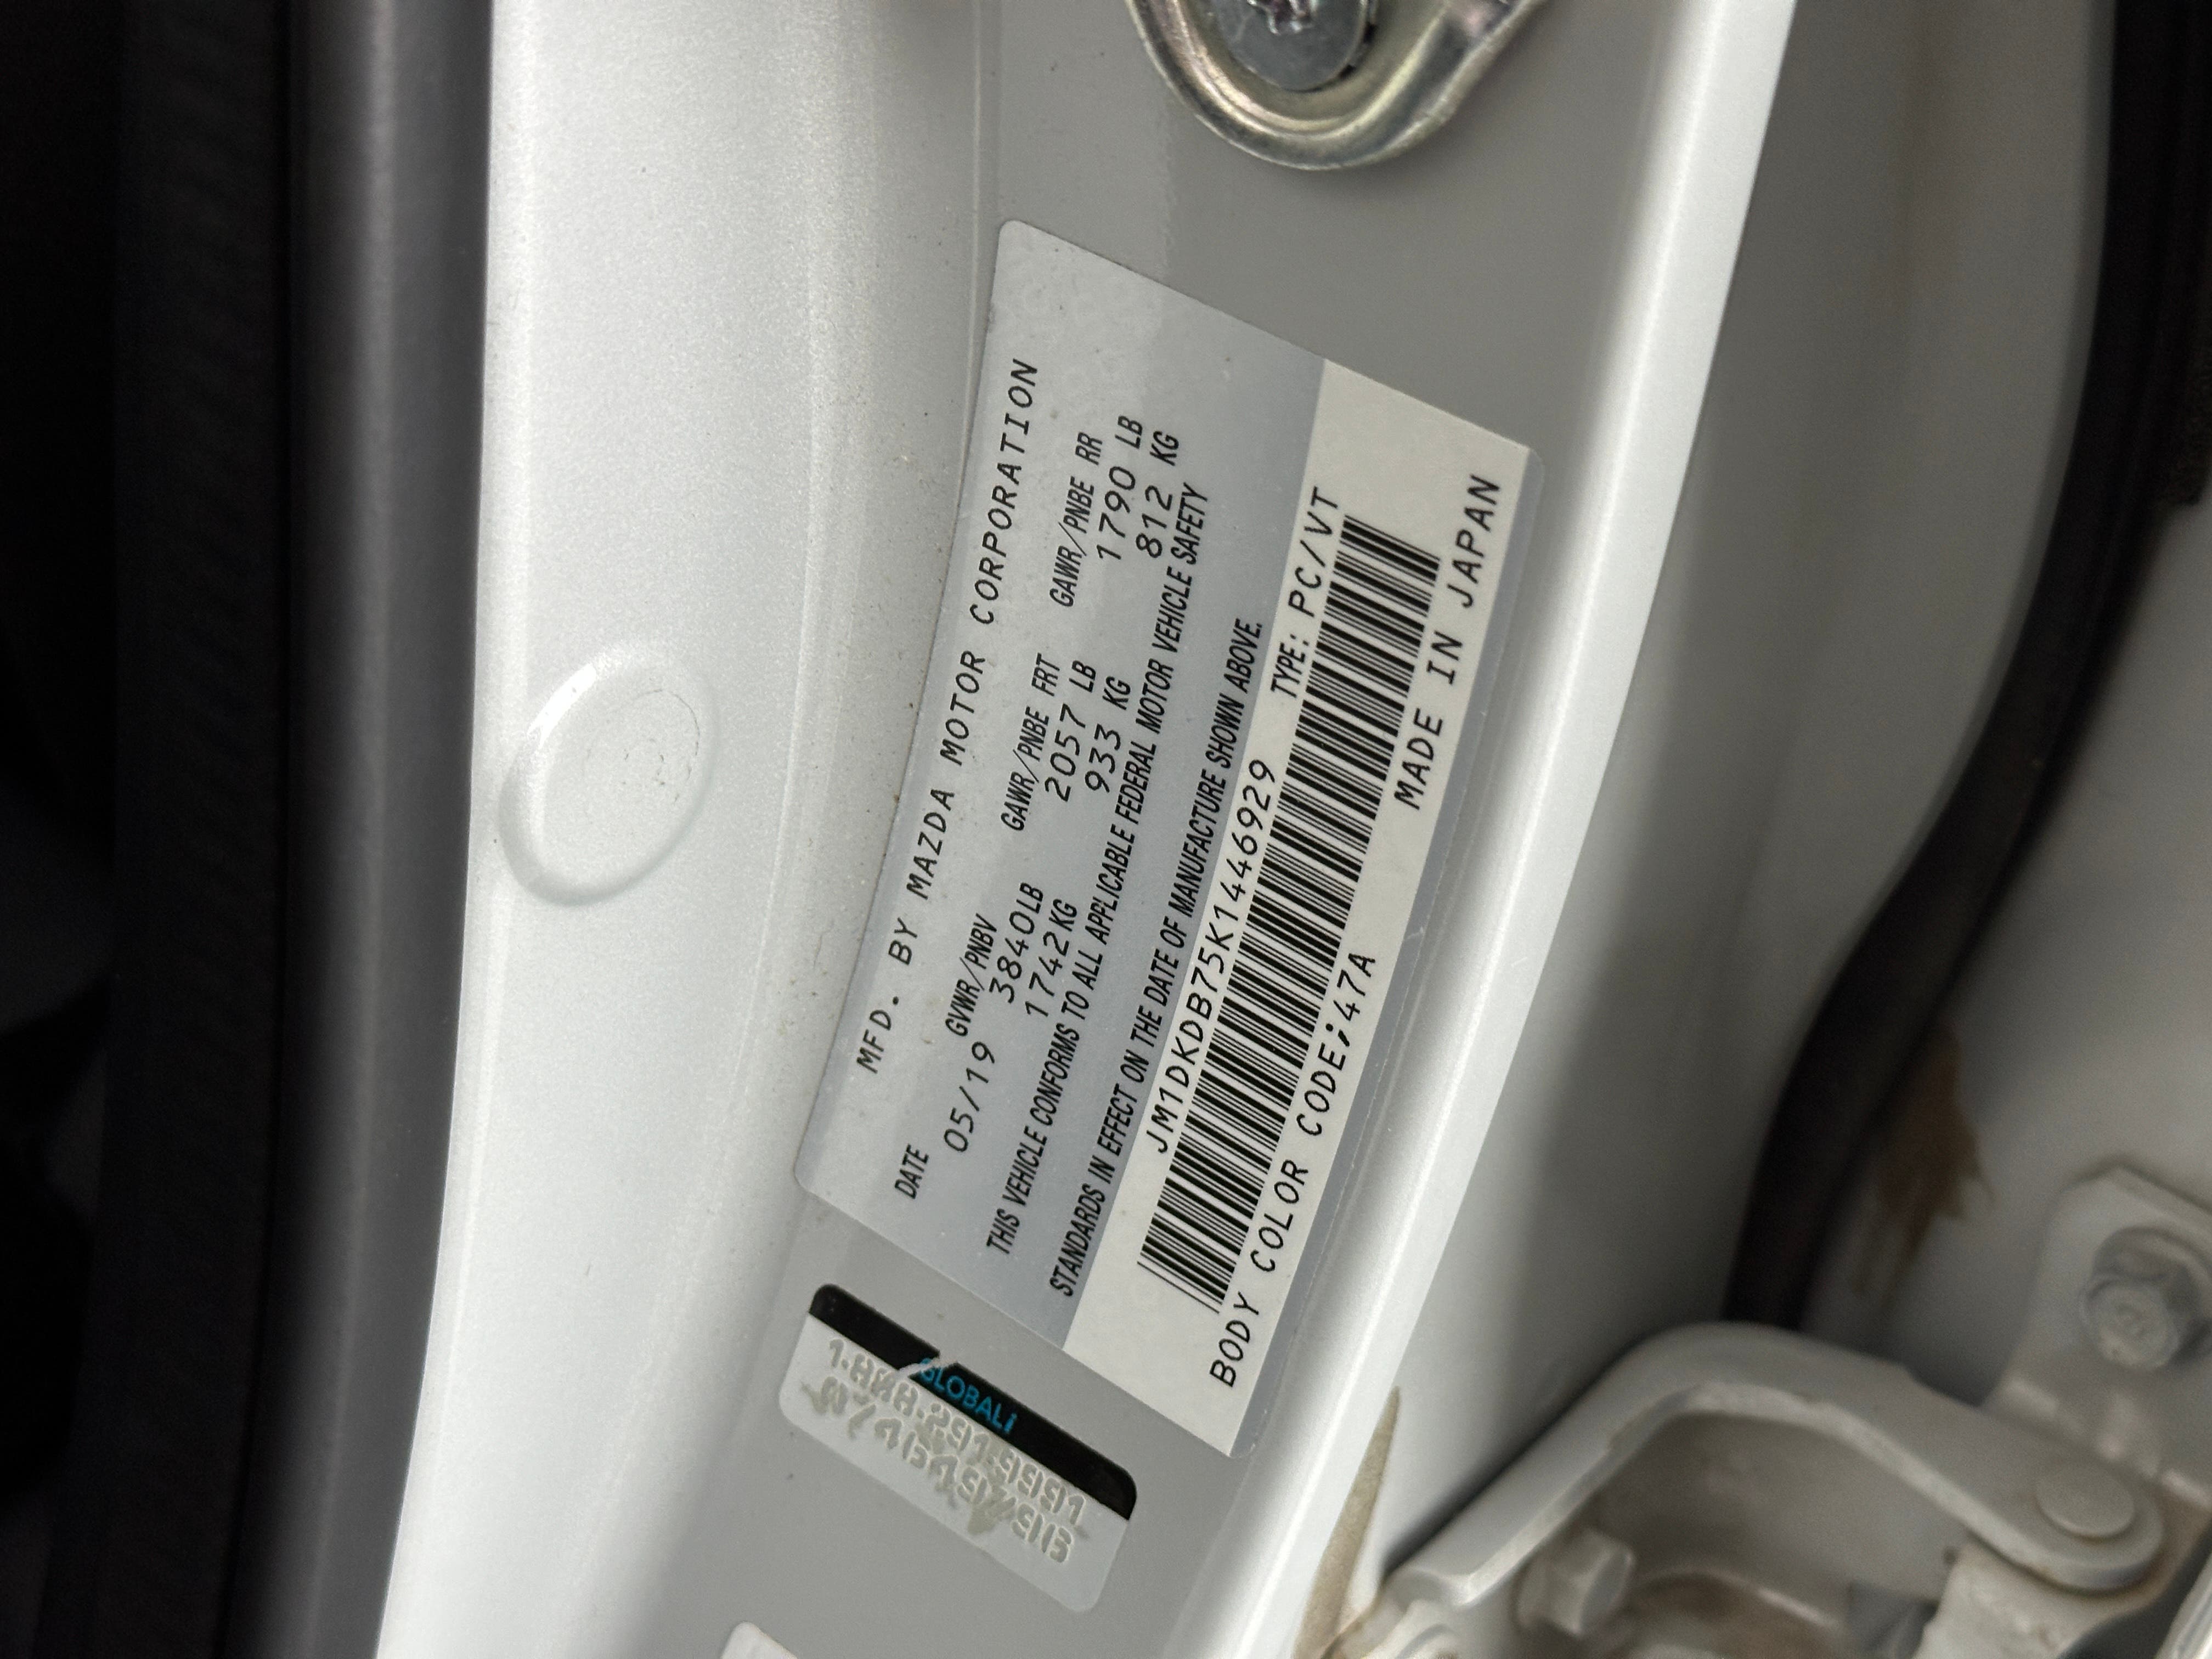 MFD. BY MAZDA MOTOR CORPORATION
DATE GVWR/PNBV GAWR/PNBE FRT GAWR/PNBE RR
05/19 3840LB 2057 LB 1790 LB
1742KG 933 KG 812 KG
THIS VEHICLE CONFORMS TO ALL APPLICABLE FEDERAL MOTOR VEHICLE SAFETY
STANDARDS IN EFFECT ON THE DATE OF MANUFACTURE SHOWN ABOVE.
JM1DKDB75K1446929 TYPE: PC/VT
BODY COLOR CODE;47A MADE IN JAPAN
GLOBALi